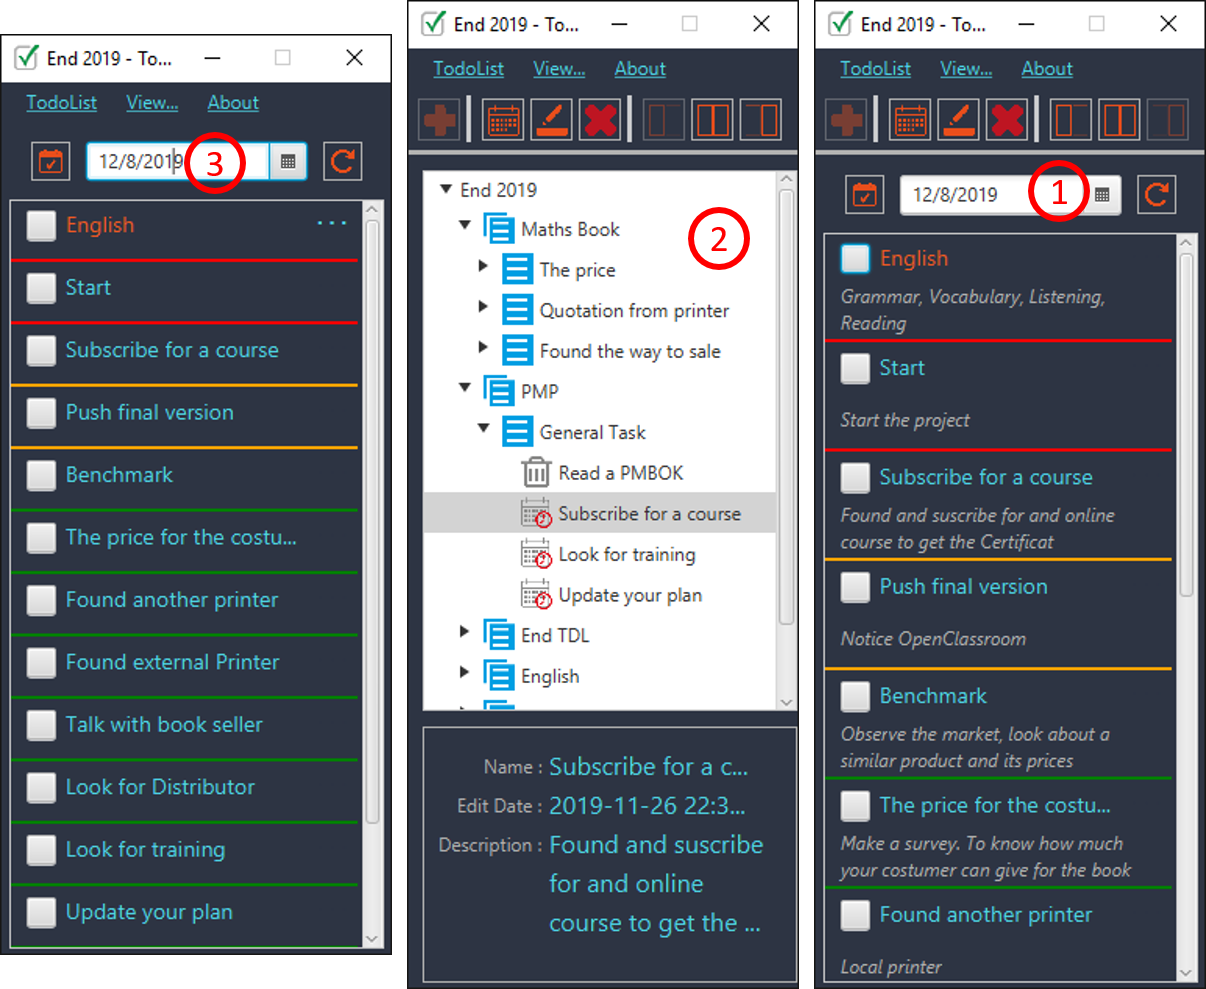 End 2019 - To...
TodoList View... About
12/8/2019
3
English
Start
Subscribe for a course
Push final version
Benchmark
The price for the costu...
Found another printer
Found external Printer
Talk with book seller
Look for Distributor
Look for training
Update your plan
End 2019 - To...
TodoList View... About
End 2019
Maths Book
2
The price
Quotation from printer
Found the way to sale
PMP
General Task
Read a PMBOK
Subscribe for a course
Look for training
Update your plan
End TDL
English
Name : Subscribe for a c...
Edit Date : 2019-11-26 22:3...
Description : Found and suscribe
for and online
course to get the ...
End 2019 - To...
TodoList View... About
12/8/2019
1
English
Grammar, Vocabulary, Listening,
Reading
Start
Start the project
Subscribe for a course
Found and suscribe for and online
course to get the Certificat
Push final version
Notice OpenClassroom
Benchmark
Observe the market, look about a
similar product and its prices
The price for the costu...
Make a survey. To know how much
your costumer can give for the book
Found another printer
Local printer